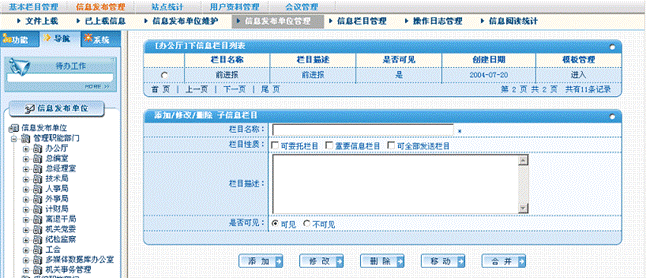 基本栏目管理 信息发布管理 站点统计 用户资料管理 会议管理
文件上载 已上载信息 信息发布单位维护 信息发布单位管理 信息栏目管理 操作日志管理 信息阅读统计
功能 导航 系统
待办工作
MORE >>
信息发布单位
信息发布单位
管理职能部门
办公厅
总编室
总经理室
技术局
人事局
外事局
计财局
离退干局
机关党委
纪检监察
工会
多媒体数据库办公室
机关事务管理
[办公厅]下信息栏目列表
栏目名称 栏目描述 是否可见 创建日期 模板管理
前进报 前进报 是 2004-07-20 进入
首 页 | 上一页 | 下一页 | 尾 页 第 2 页 共 2 页 共有11条记录
添加/修改/删除 子信息栏目
栏目名称： *
栏目性质： 可委托栏目 重要信息栏目 可全部发送栏目
栏目描述：
是否可见： 可见 不可见
添 加 修 改 删 除 移 动 合 并